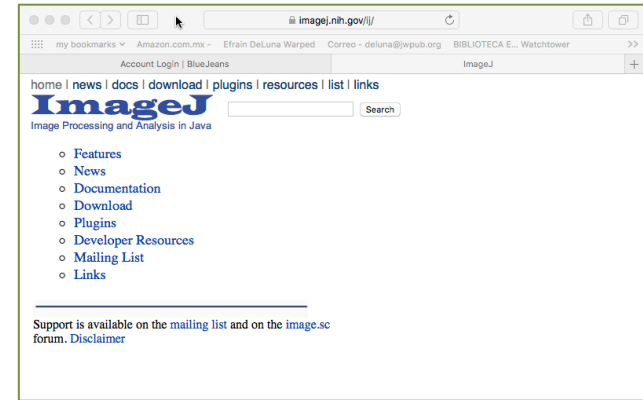 imagej.nih.gov/ij/
my bookmarks Amazon.com.mx - Efrain DeLuna Warped Correo - deluna@jwpub.org BIBLIOTECA E... Watchtower >>
Account Login | BlueJeans ImageJ +
home | news | docs | download | plugins | resources | list | links
ImageJ Search
Image Processing and Analysis in Java
Features
News
Documentation
Download
Plugins
Developer Resources
Mailing List
Links
Support is available on the mailing list and on the image.sc
forum. Disclaimer